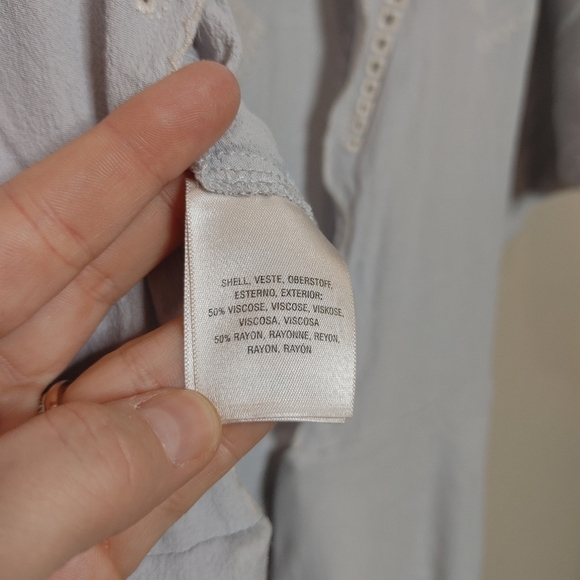 SHELL, VESTE, OBERSTOFF,
ESTERNO, EXTERIOR:
50% VISCOSE, VISCOSE, VISKOSE,
VISCOSA, VISCOSA
50% RAYON, RAYONNE, REYON,
RAYON, RAYÓN